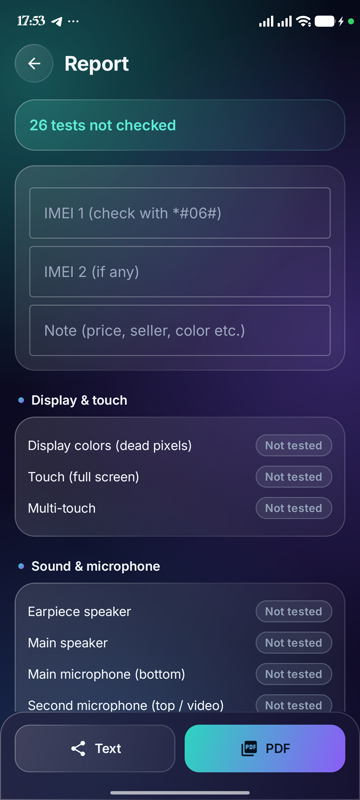 17:53
Report
26 tests not checked
IMEI 1 (check with *#06#)
IMEI 2 (if any)
Note (price, seller, color etc.)
Display & touch
Display colors (dead pixels) Not tested
Touch (full screen) Not tested
Multi-touch Not tested
Sound & microphone
Earpiece speaker Not tested
Main speaker Not tested
Main microphone (bottom) Not tested
Second microphone (top / video) Not tested
Text
PDF PDF